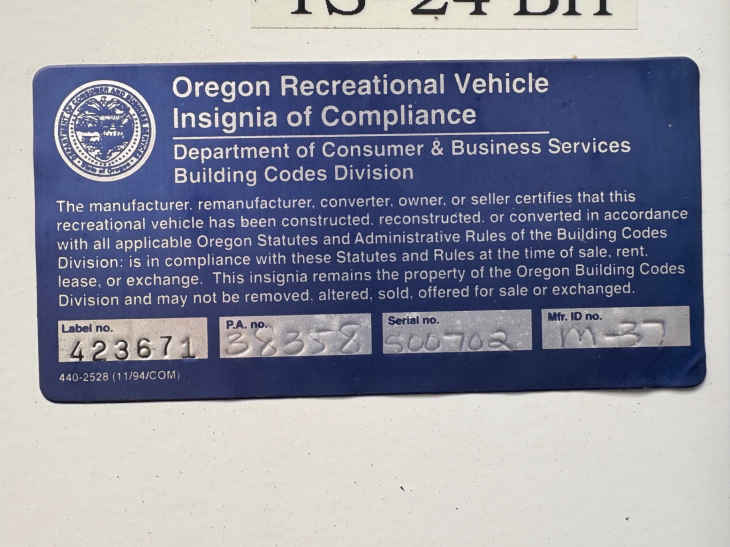 TS-24 BH
Oregon Recreational Vehicle
Insignia of Compliance
Department of Consumer & Business Services
Building Codes Division
The manufacturer, remanufacturer, converter, owner, or seller certifies that this
recreational vehicle has been constructed, reconstructed, or converted in accordance
with all applicable Oregon Statutes and Administrative Rules of the Building Codes
Division; is in compliance with these Statutes and Rules at the time of sale, rent,
lease, or exchange. This insignia remains the property of the Oregon Building Codes
Division and may not be removed, altered, sold, offered for sale or exchanged.
Label no. P.A. no. Serial no. Mfr. ID no.
423671 38358 S00702 M-37
440-2528 (11/94/COM)